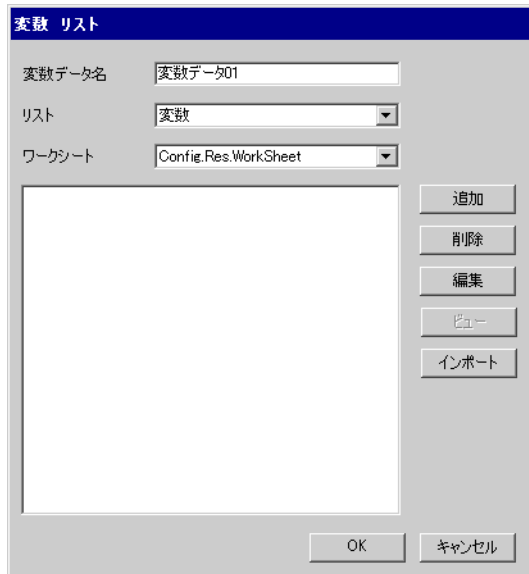 変数 リスト
変数データ名 変数データ01
リスト 変数
ワークシート Config.Res.WorkSheet
追加
削除
編集
ビュー
インポート
OK キャンセル